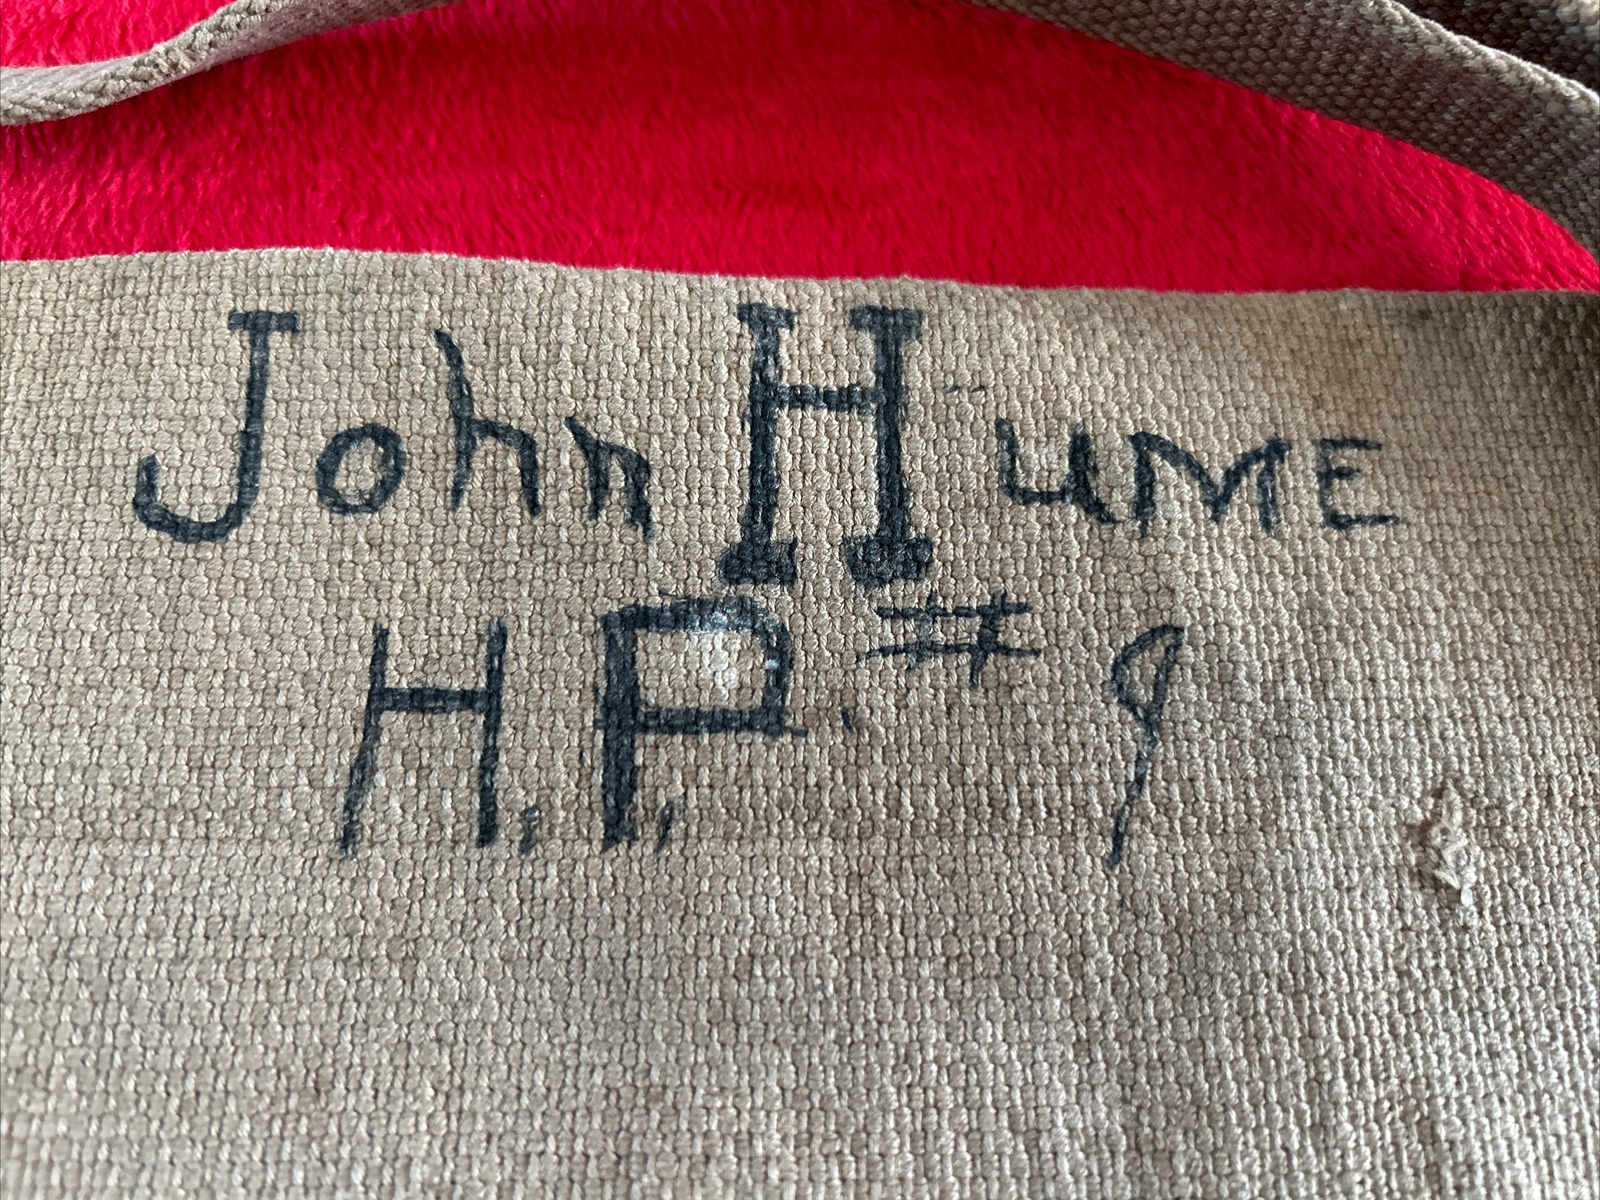 John HuME
H, P, # 9